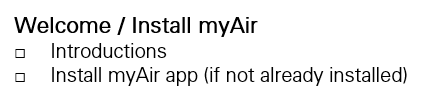 Welcome / Install myAir
□ Introductions
□ Install myAir app (if not already installed)